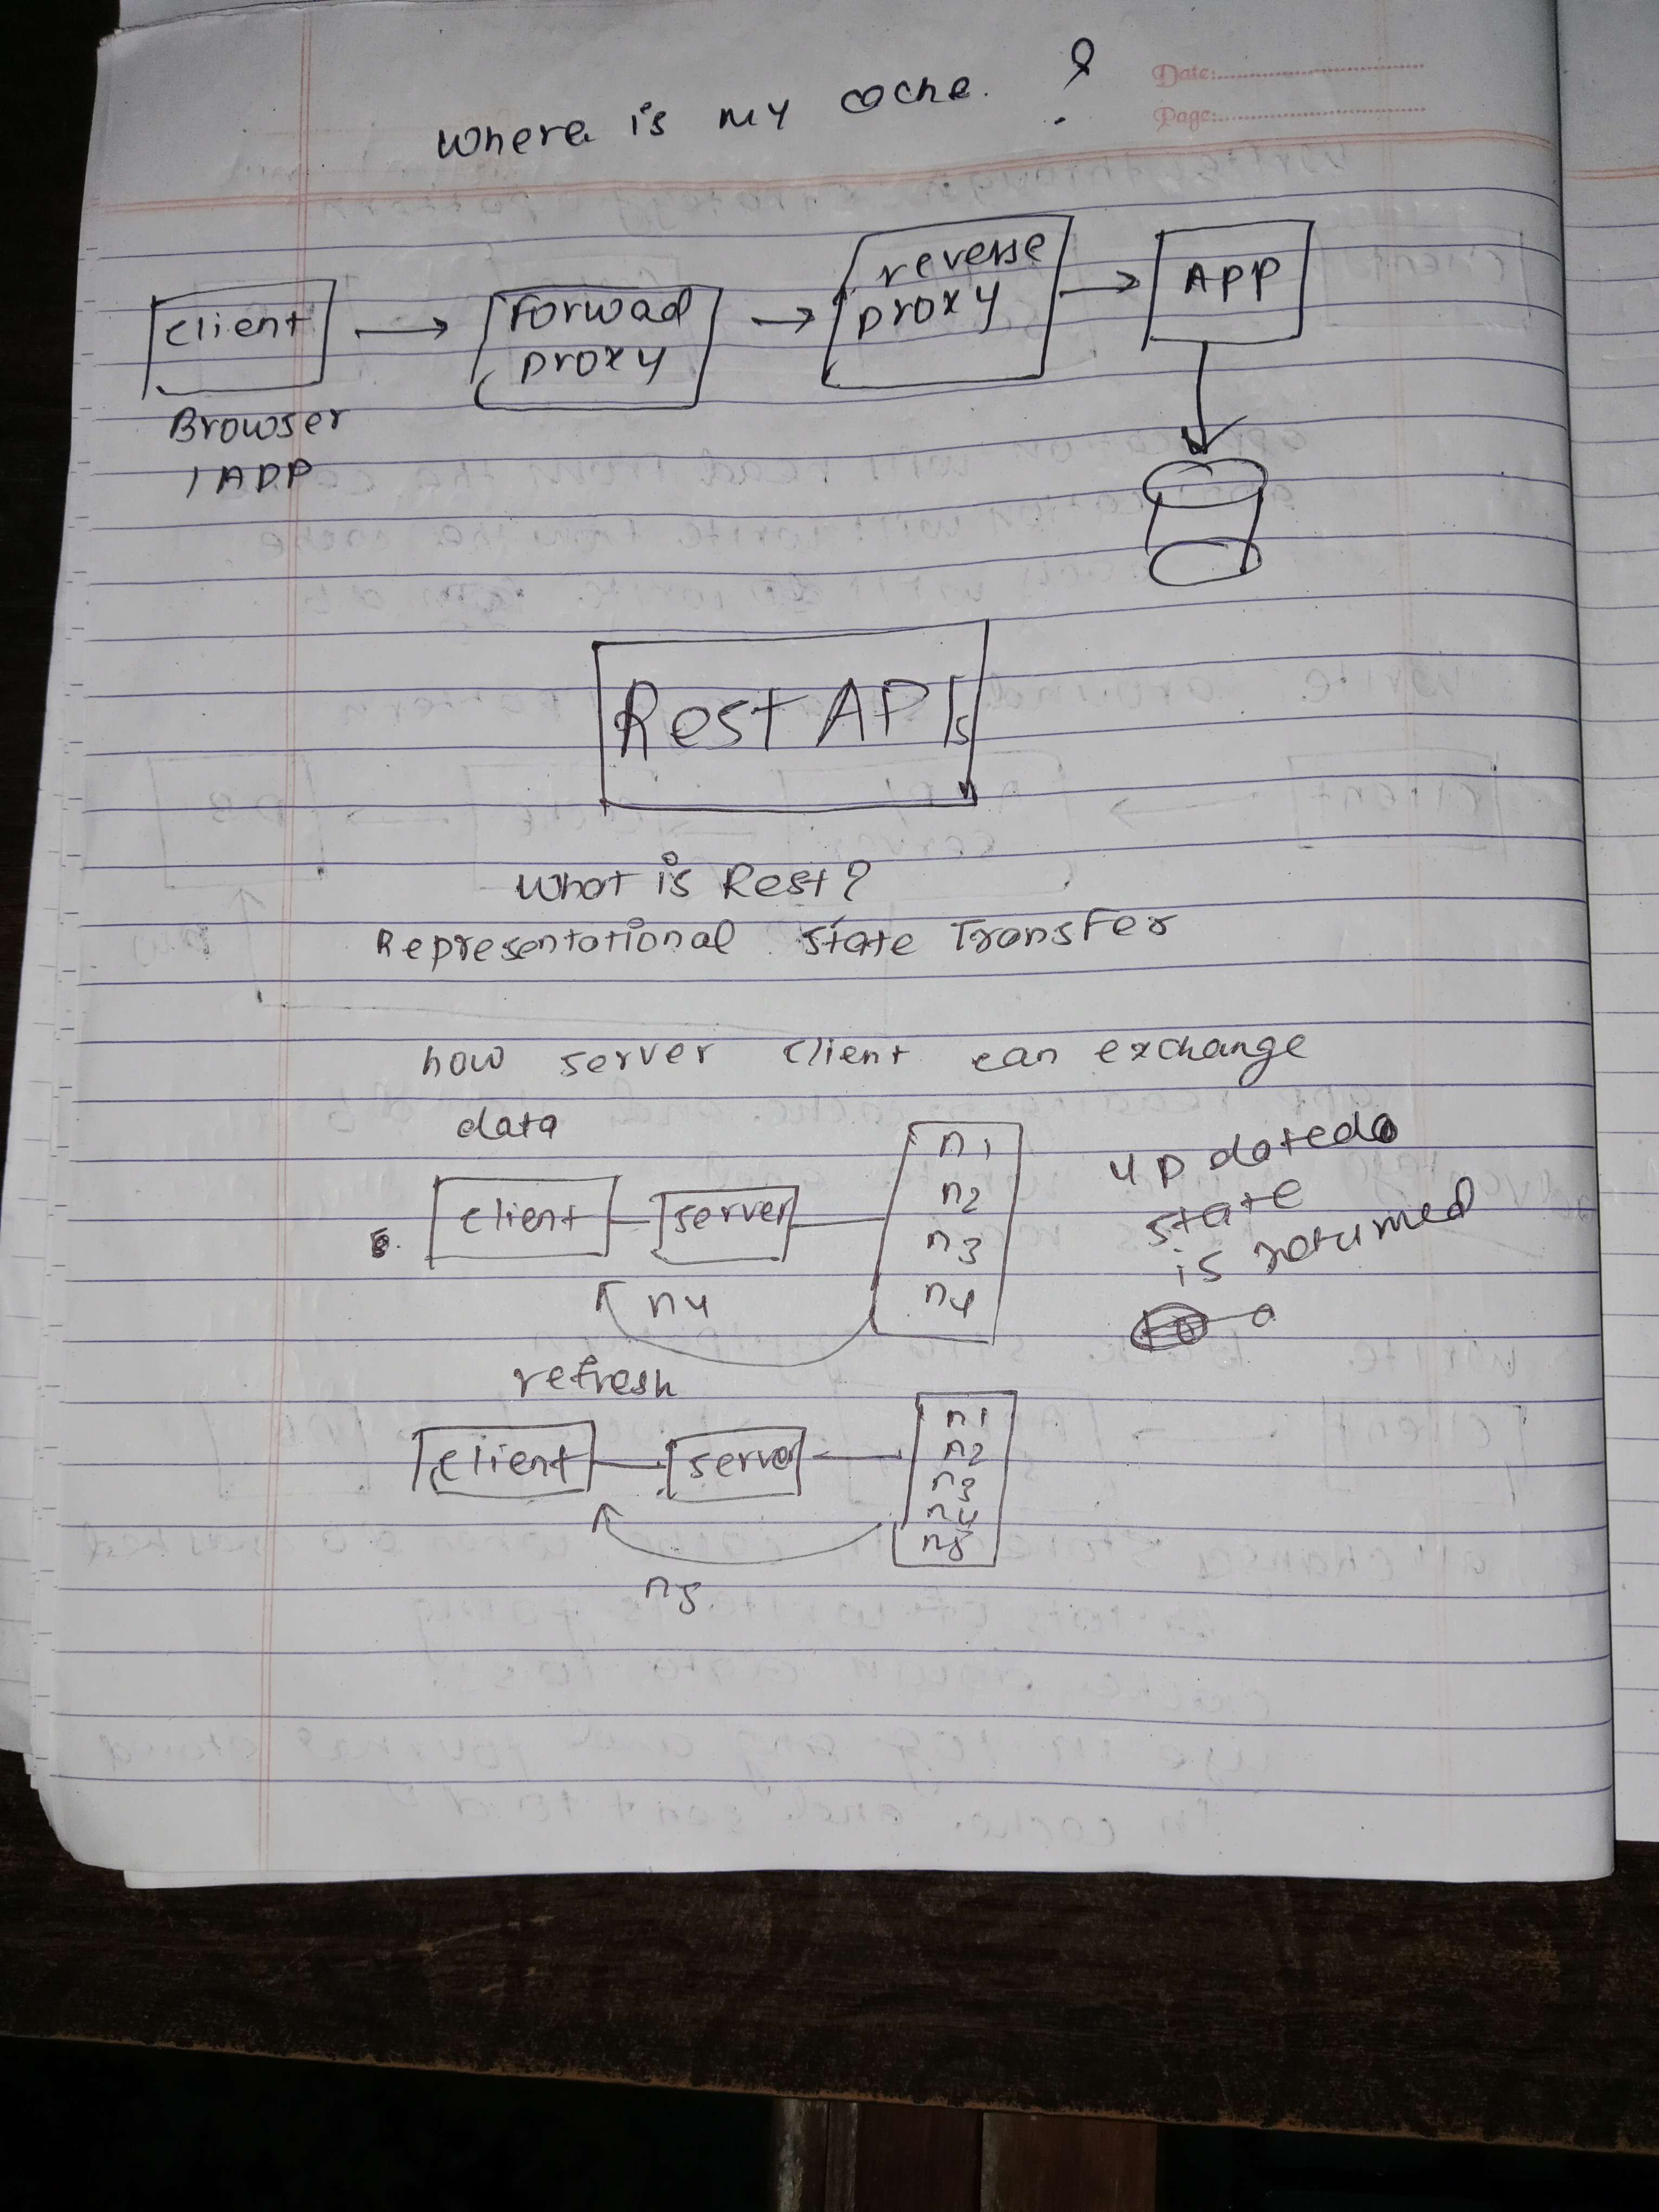 Where is my cache. ?
Date:
Page:
client
Forwad
proxy
reverse
proxy
APP
Browser
/ APP
Rest APIs
What is Rest?
Representational State Transfer
how server client can exchange
data
client
server
n1
n2
n3
n4
updated
state
is returned
n4
refresh
client
server
n1
n2
n3
n4
n5
n5